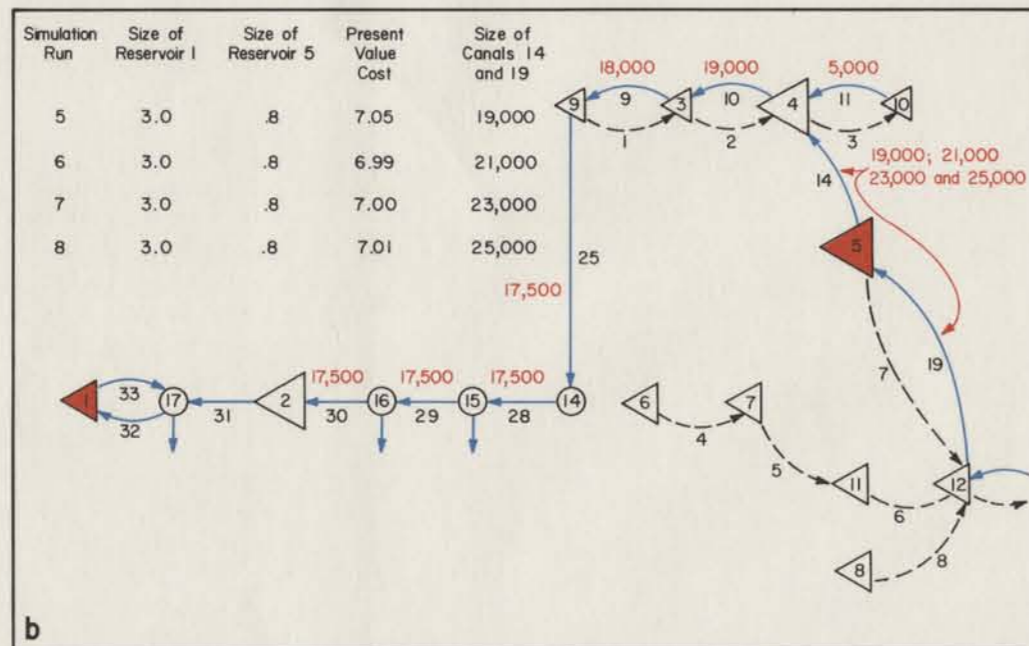 Simulation Run Size of Reservoir 1 Size of Reservoir 5 Present Value Cost Size of Canals 14 and 19
5 3.0 .8 7.05 19,000
6 3.0 .8 6.99 21,000
7 3.0 .8 7.00 23,000
8 3.0 .8 7.01 25,000
18,000 19,000 5,000
9 9 3 10 4 11 10
1 2 3
19,000; 21,000
23,000 and 25,000
14
5
25
17,500
19
7
17,500 17,500 17,500
1 33 17 2 16 15 14 6 7
32 31 30 29 28
4
5
11 12
6
8 8
b